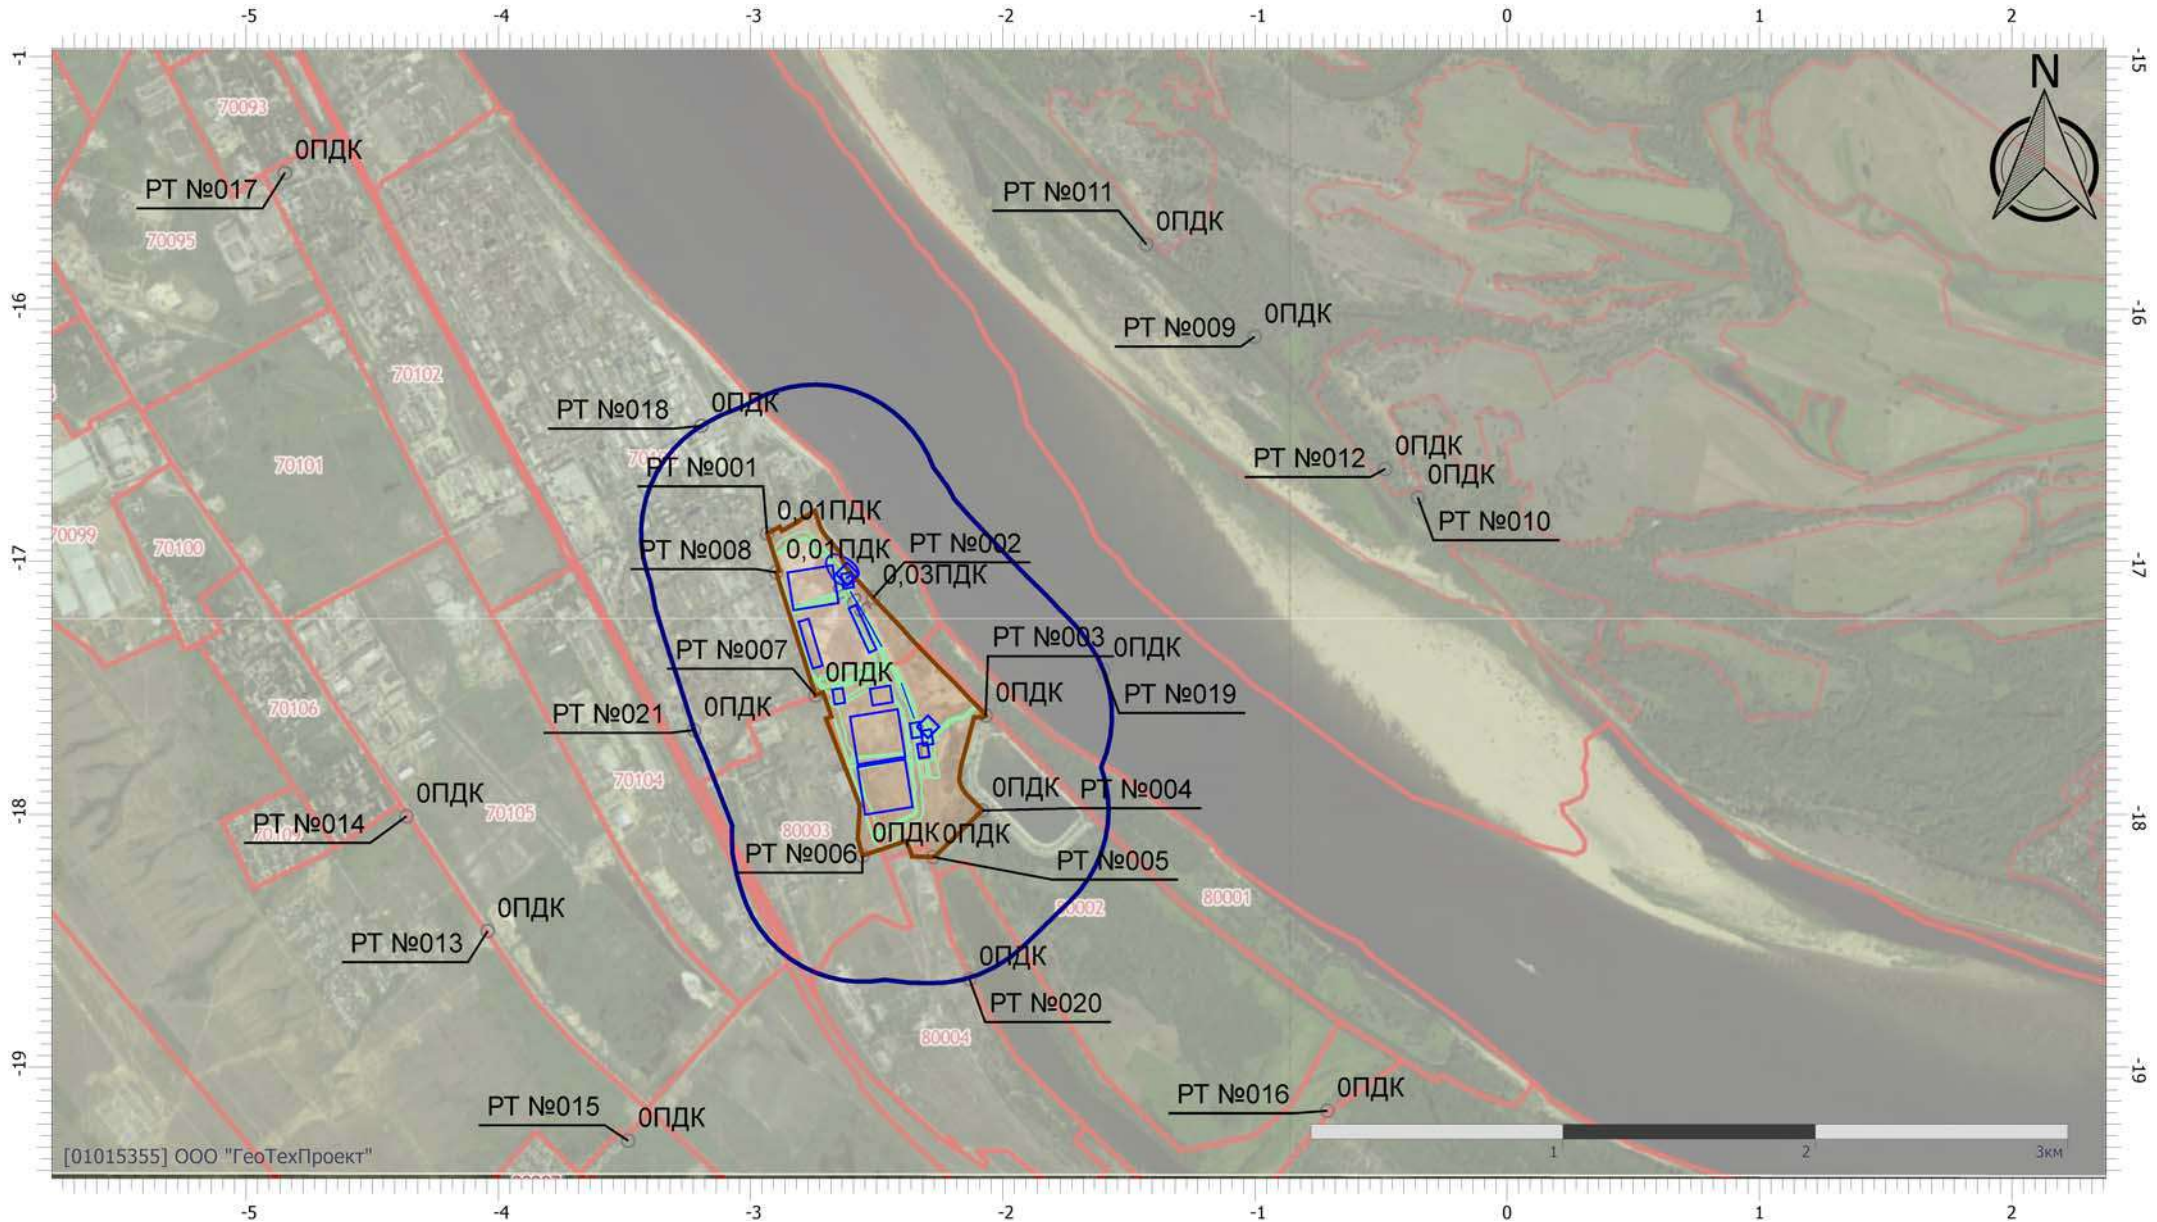 -5 -4 -3 -2 -1 0 1 2
-1
-15
N
70093
0ПДК
РТ №017
РТ №011
0ПДК
70095
-16
0ПДК
РТ №009
-16
70102
РТ №018
0ПДК
0ПДК
70101
РТ №001
РТ №012
0ПДК
0,01ПДК
РТ №010
70099
70100
РТ №008
0,01ПДК
РТ №002
-17
0,03ПДК
-17
РТ №003
0ПДК
РТ №007
0ПДК
0ПДК
РТ №019
70106
РТ №021
0ПДК
70104
0ПДК
РТ №004
0ПДК
70105
-18
РТ №014
80003
0ПДК
0ПДК
-18
РТ №006
РТ №005
80002
80001
0ПДК
РТ №013
0ПДК
РТ №020
80004
-19
РТ №016
0ПДК
-19
РТ №015
0ПДК
[01015355] ООО "ГеоТехПроект"
1 2 3км
-5 -4 -3 -2 -1 0 1 2